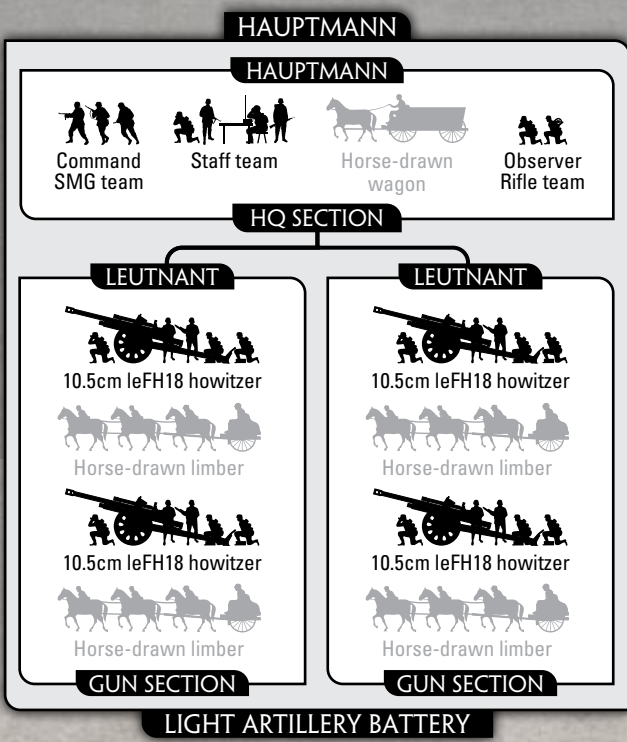 HAUPTMANN
HAUPTMANN
Command
SMG team
Staff team
Horse-drawn
wagon
Observer
Rifle team
HQ SECTION
LEUTNANT
10.5cm leFH18 howitzer
Horse-drawn limber
10.5cm leFH18 howitzer
Horse-drawn limber
GUN SECTION
LEUTNANT
10.5cm leFH18 howitzer
Horse-drawn limber
10.5cm leFH18 howitzer
Horse-drawn limber
GUN SECTION
LIGHT ARTILLERY BATTERY